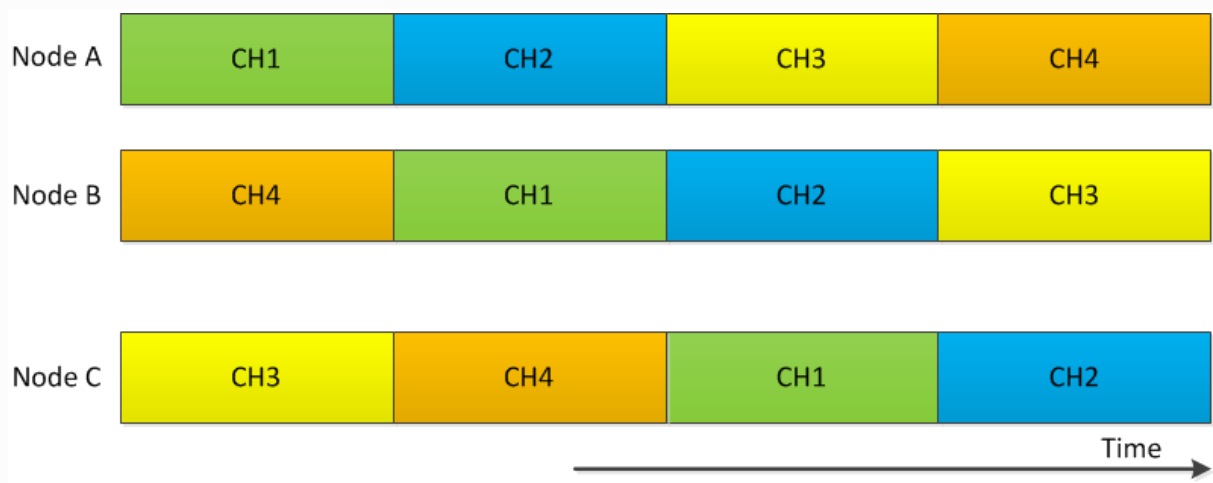 Node A CH1 CH2 CH3 CH4
Node B CH4 CH1 CH2 CH3
Node C CH3 CH4 CH1 CH2
Time